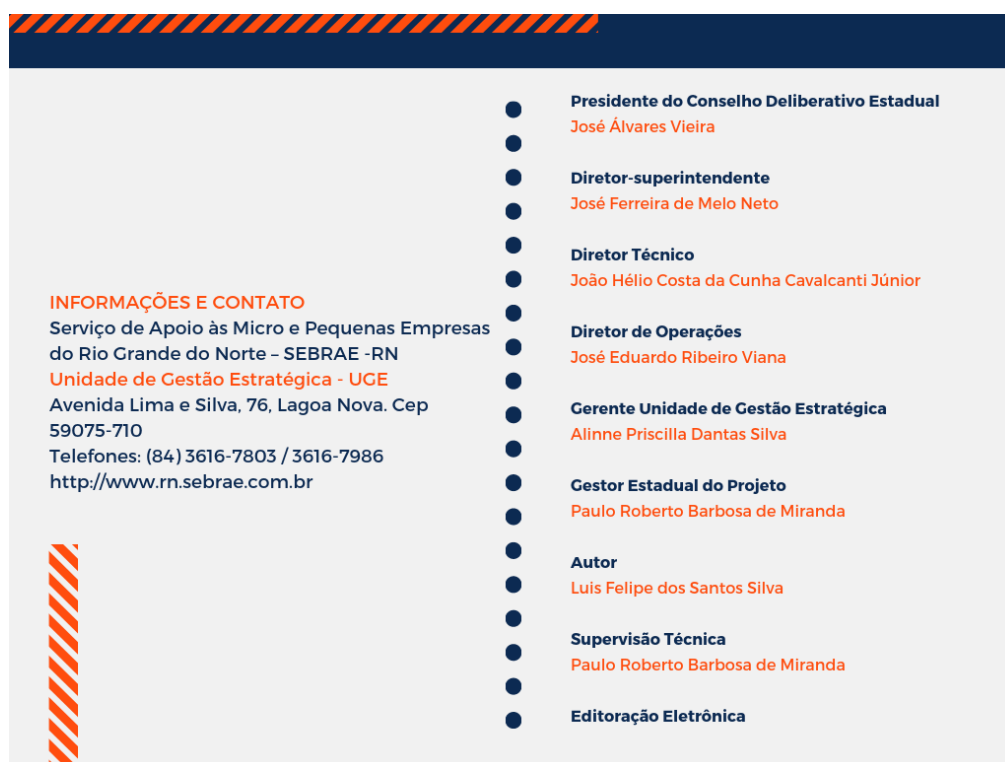 INFORMAÇÕES E CONTATO
Serviço de Apoio às Micro e Pequenas Empresas
do Rio Grande do Norte – SEBRAE -RN
Unidade de Gestão Estratégica - UGE
Avenida Lima e Silva, 76, Lagoa Nova. Cep
59075-710
Telefones: (84) 3616-7803 / 3616-7986
http://www.rn.sebrae.com.br
Presidente do Conselho Deliberativo Estadual
José Álvares Vieira
Diretor-superintendente
José Ferreira de Melo Neto
Diretor Técnico
João Hélio Costa da Cunha Cavalcanti Júnior
Diretor de Operações
José Eduardo Ribeiro Viana
Gerente Unidade de Gestão Estratégica
Alinne Priscilla Dantas Silva
Gestor Estadual do Projeto
Paulo Roberto Barbosa de Miranda
Autor
Luis Felipe dos Santos Silva
Supervisão Técnica
Paulo Roberto Barbosa de Miranda
Editoração Eletrônica